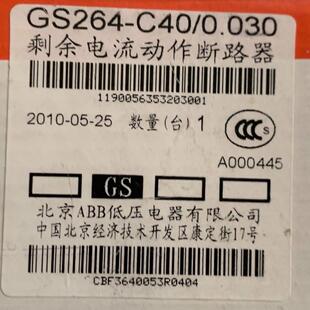 GS264-C40/0.030
剩余电流动作断路器
1190056353203001
2010-05-25 数量(台) 1
CCC S
A000445
GS
北京ABB低压电器有限公司
中国北京经济技术开发区康定街17号
CBF3640053R0404